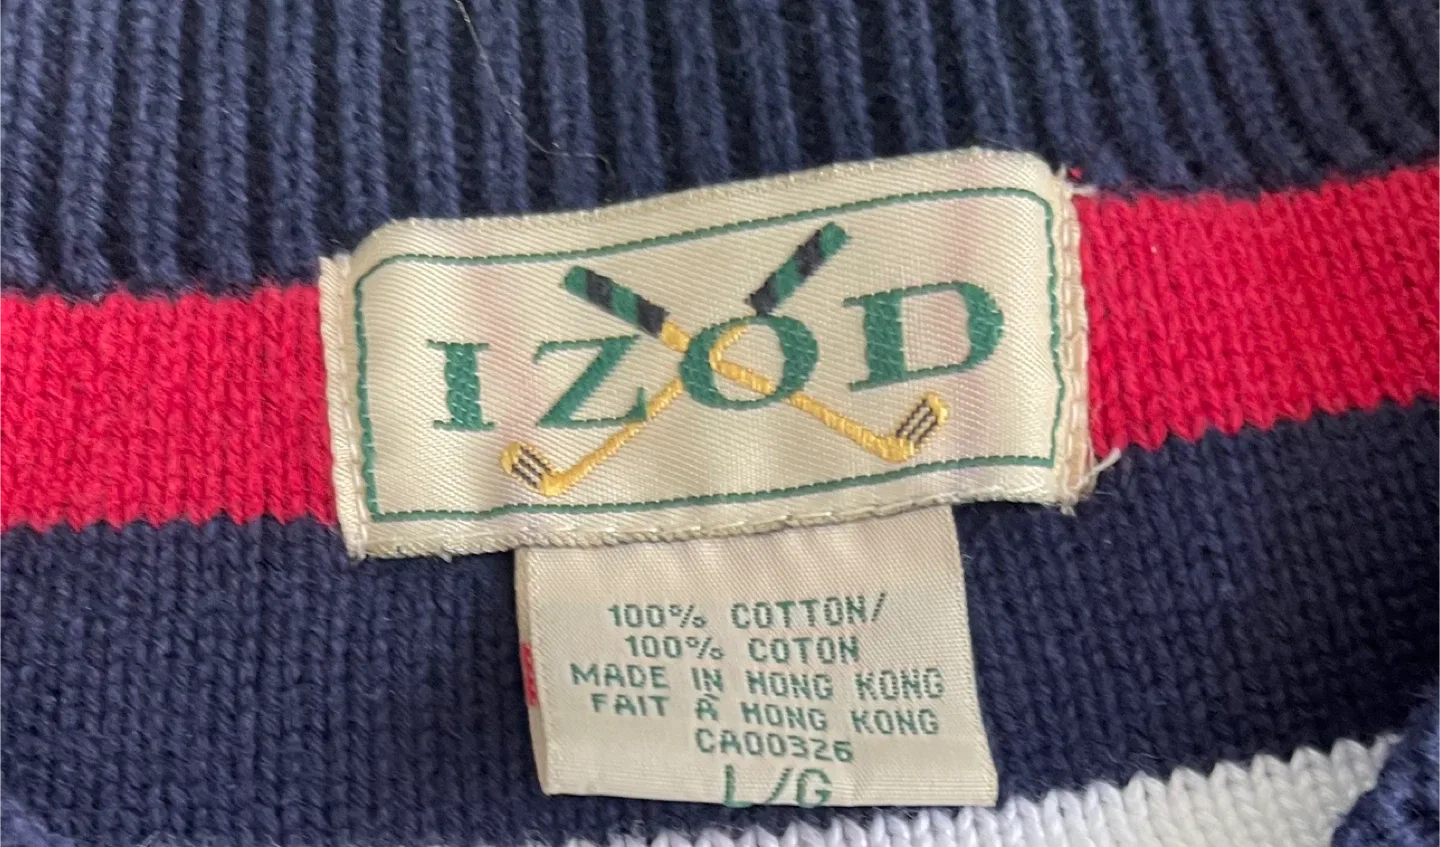 IZOD
100% COTTON/
100% COTON
MADE IN HONG KONG
FAIT À HONG KONG
CA00326
L/G